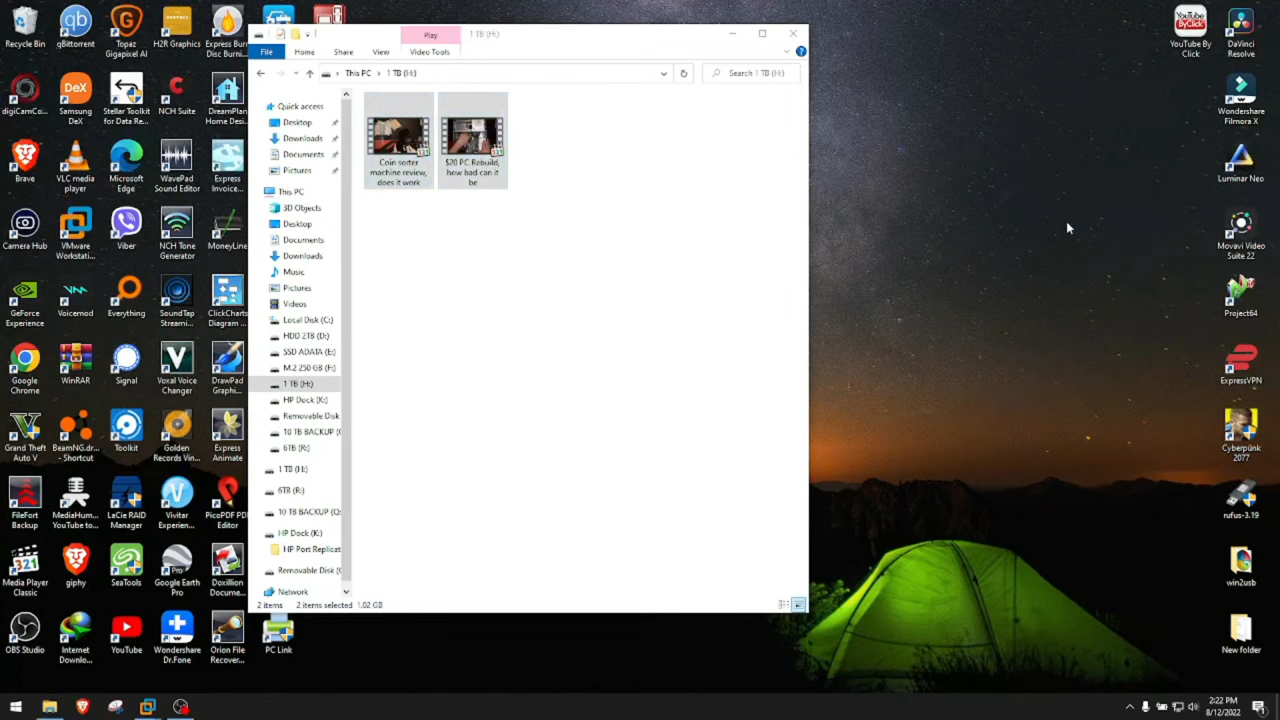 Play
1 TB (H:)
File
Home
Share
View
Video Tools
This PC
1 TB (H:)
Search 1 TB (H:)
Quick access
Desktop
Downloads
Documents
Pictures
This PC
3D Objects
Desktop
Documents
Downloads
Music
Pictures
Videos
Local Disk (C:)
HDD 2TB (D:)
SSD ADATA (E:)
M.2 250 GB (F:)
1 TB (H:)
HP Dock (K:)
Removable Disk
10 TB BACKUP (
6TB (R:)
1 TB (H:)
6TB (R:)
10 TB BACKUP (Q:
HP Dock (K:)
HP Port Replicat
Removable Disk (
Network
Coin sorter
machine review,
does it work
$20 PC Rebuild,
how bad can it
be
2 items
2 items selected
1.02 GB
Recycle Bin
qBittorrent
Topaz
Gigapixel AI
H2R Graphics
Express Burn
Disc Burni...
digiCamCo...
Samsung
DeX
Stellar Toolkit
for Data Re...
NCH Suite
DreamPlan
Home Desi...
Brave
VLC media
player
Microsoft
Edge
WavePad
Sound Editor
Express
Invoice...
Camera Hub
VMware
Workstati...
Viber
NCH Tone
Generator
MoneyLine
GeForce
Experience
Voicemod
Everything
SoundTap
Streami...
ClickCharts
Diagram ...
Google
Chrome
WinRAR
Signal
Voxal Voice
Changer
DrawPad
Graphi...
Grand Theft
Auto V
BeamNG.dr...
- Shortcut
Toolkit
Golden
Records Vin...
Express
Animate
FileFort
Backup
MediaHum...
YouTube to...
LaCie RAID
Manager
Vivitar
Experien...
PicoPDF PDF
Editor
Media Player
Classic
giphy
SeaTools
Google Earth
Pro
Doxillion
Docume...
OBS Studio
Internet
Downlo...
YouTube
Wondershare
Dr.Fone
Orion File
Recover...
PC Link
YouTube By
Click
DaVinci
Resolve
Wondershare
Filmora X
Luminar Neo
Movavi Video
Suite 22
Project64
ExpressVPN
Cyberpunk
2077
rufus-3.19
win2usb
New folder
2:22 PM
8/12/2022